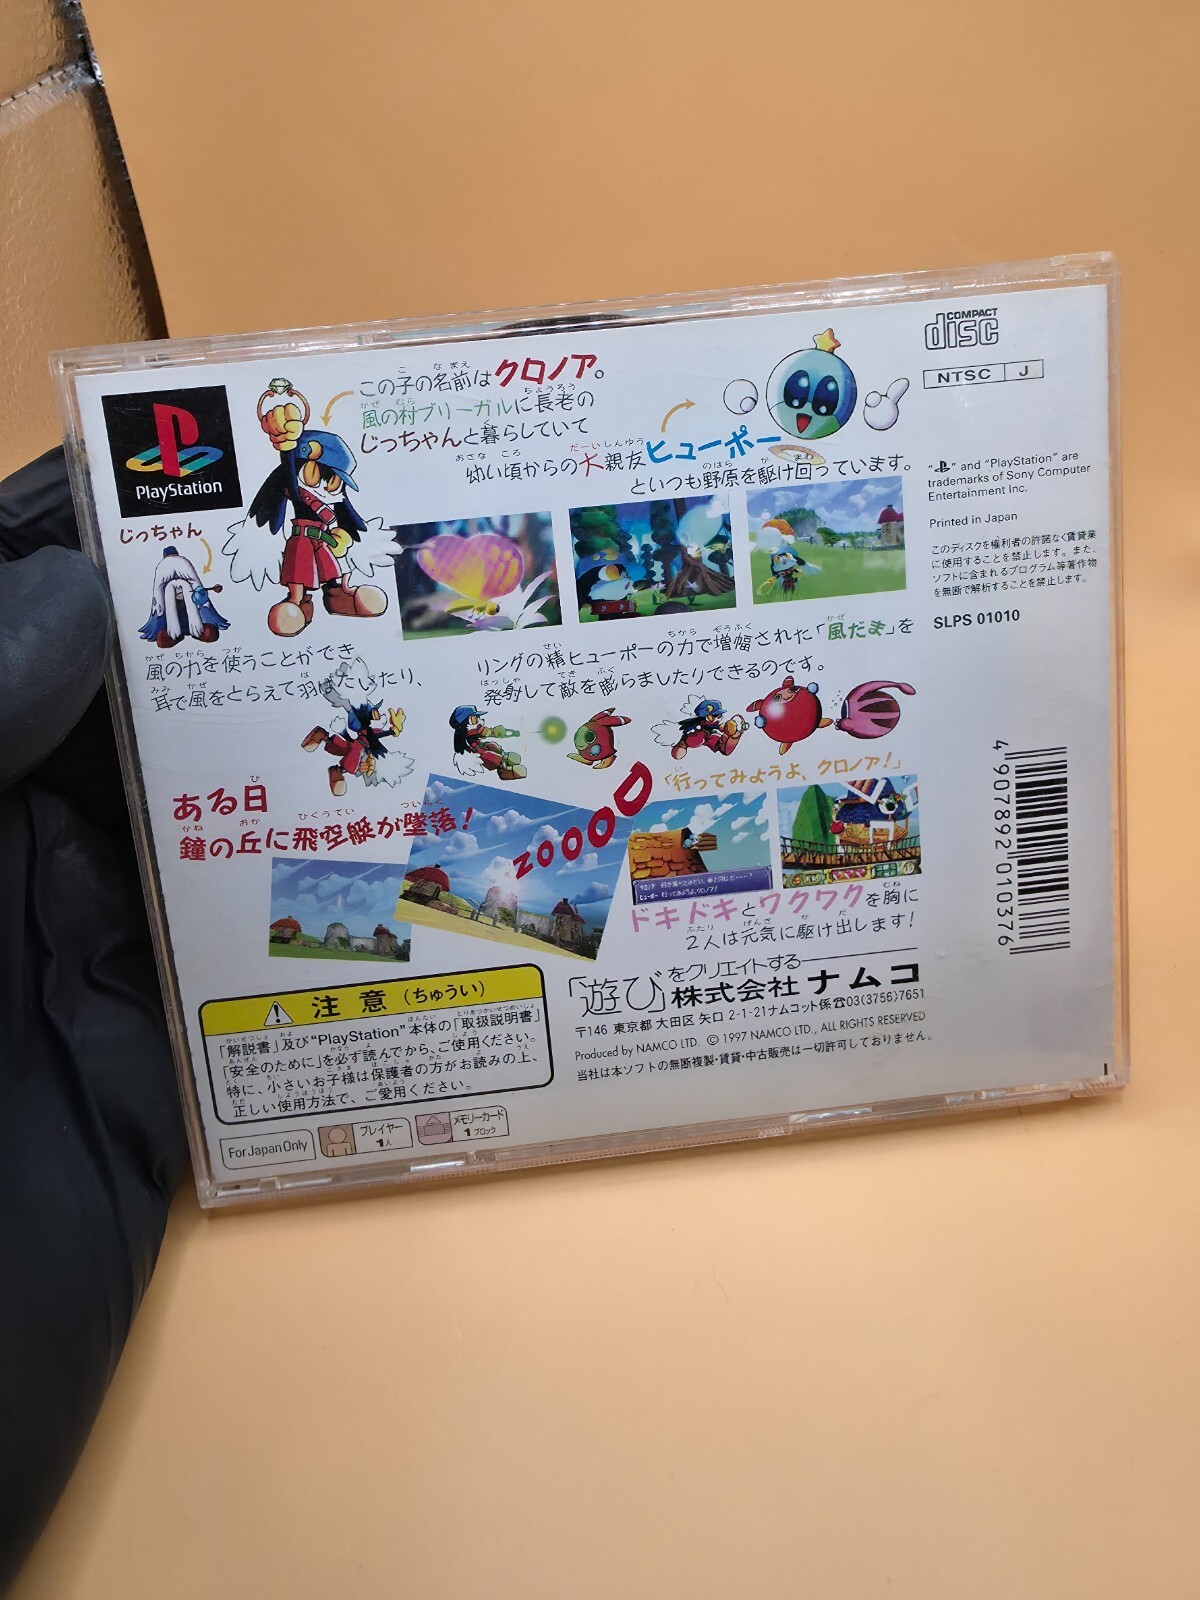 PlayStation
この子の名前はクロノア。
風の村ブリーガルに長老の
じっちゃんと暮らしていて
幼い頃からの大親友ヒューポー
といつも野原を駆け回っています。
じっちゃん
COMPACT
disc
NTSC J
"PS" and "PlayStation" are
trademarks of Sony Computer
Entertainment Inc.
Printed in Japan
このディスクを権利者の許諾なく賃貸業
に使用することを禁止します。また、
ソフトに含まれるプログラム等著作物
を無断で解析することを禁止します。
SLPS 01010
風の力を使うことができ
耳で風をとらえて羽ばたいたり、
リングの精ヒューポーの力で増幅された「風だま」を
発射して敵を膨らましたりできるのです。
ある日
鐘の丘に飛空艇が墜落!
ZOOOD
「行ってみようよ、クロノア!」
ドキドキとワクワクを胸に
2人は元気に駆け出します!
4907892010376
注意(ちゅうい)
「解説書」及び"PlayStation"本体の「取扱説明書」
「安全のために」を必ず読んでから、ご使用ください。
特に、小さいお子様は保護者の方がお読みの上、
正しい使用方法で、ご愛用ください。
「遊び」をクリエイトする
株式会社ナムコ
〒146 東京都大田区矢口2-1-21ナムコット係☎03(3756)7651
Produced by NAMCO LTD. © 1997 NAMCO LTD., ALL RIGHTS RESERVED
当社は本ソフトの無断複製・賃貸・中古販売は一切許可しておりません。
For Japan Only
プレイヤー
1人
メモリーカード
1ブロック